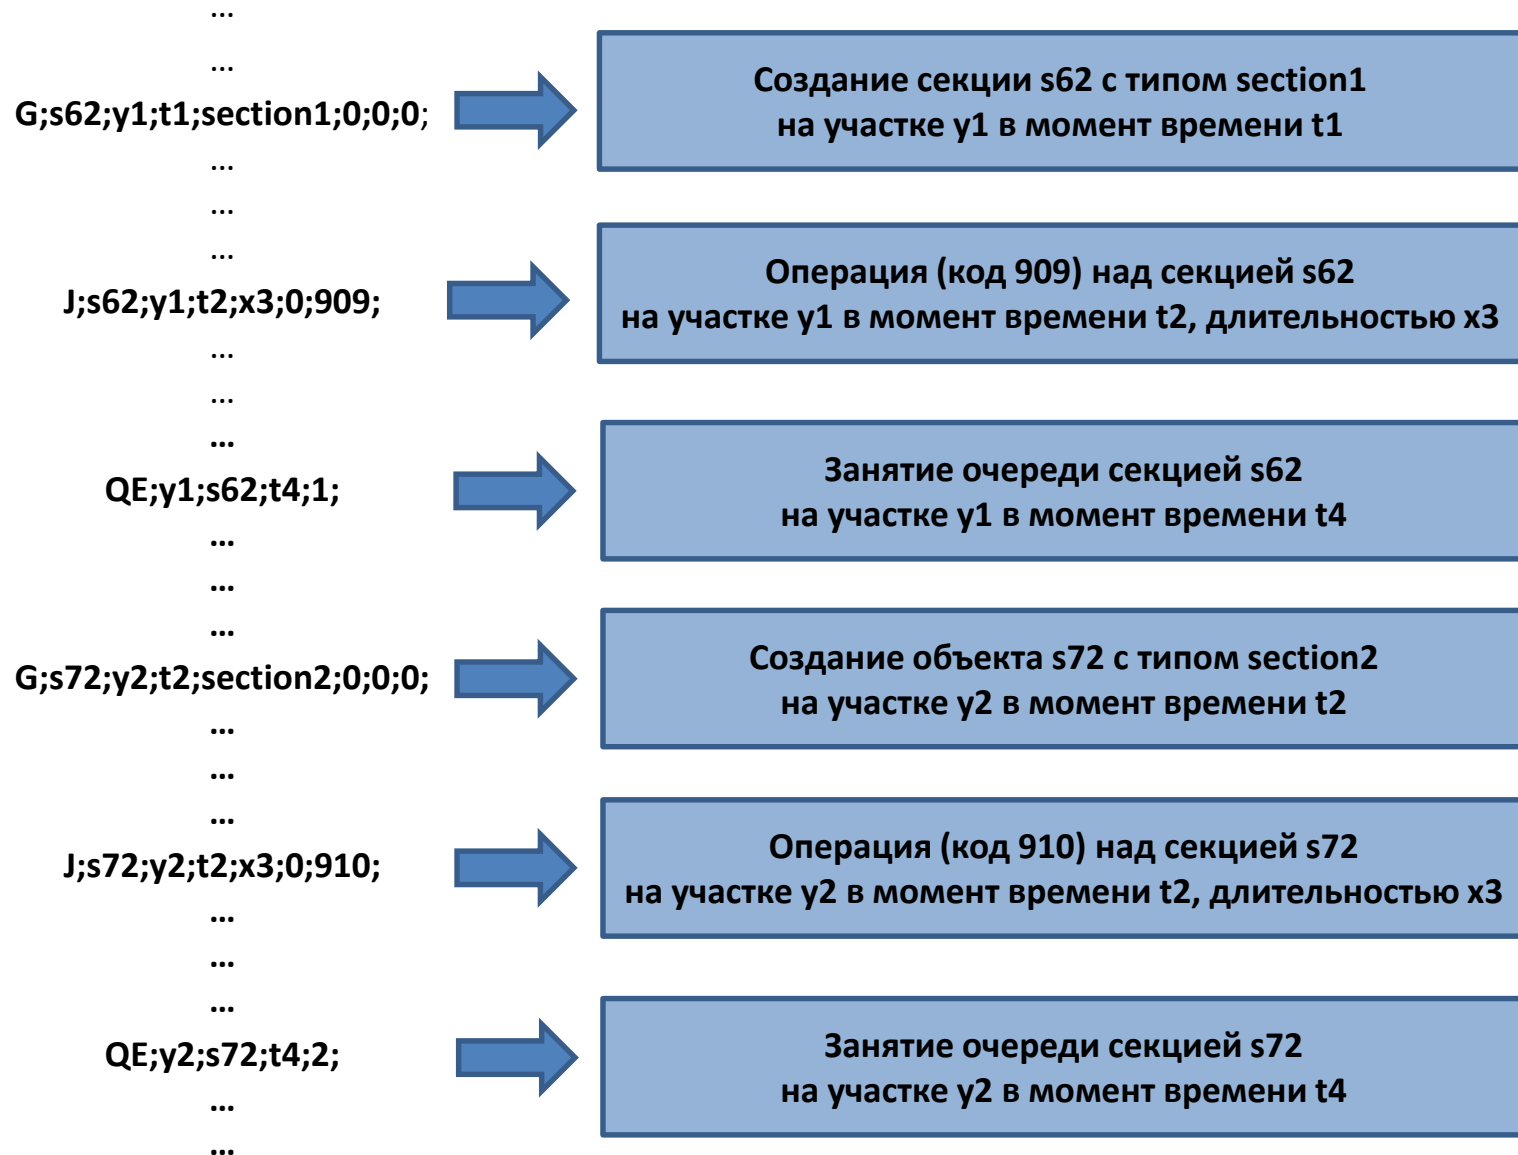 ...
...
G;s62;y1;t1;section1;0;0;0;
Создание секции s62 с типом section1
на участке y1 в момент времени t1
...
...
...
J;s62;y1;t2;x3;0;909;
Операция (код 909) над секцией s62
на участке y1 в момент времени t2, длительностью x3
...
...
...
QE;y1;s62;t4;1;
Занятие очереди секцией s62
на участке y1 в момент времени t4
...
...
...
G;s72;y2;t2;section2;0;0;0;
Создание объекта s72 с типом section2
на участке y2 в момент времени t2
...
...
...
J;s72;y2;t2;x3;0;910;
Операция (код 910) над секцией s72
на участке y2 в момент времени t2, длительностью x3
...
...
...
QE;y2;s72;t4;2;
Занятие очереди секцией s72
на участке y2 в момент времени t4
...
...